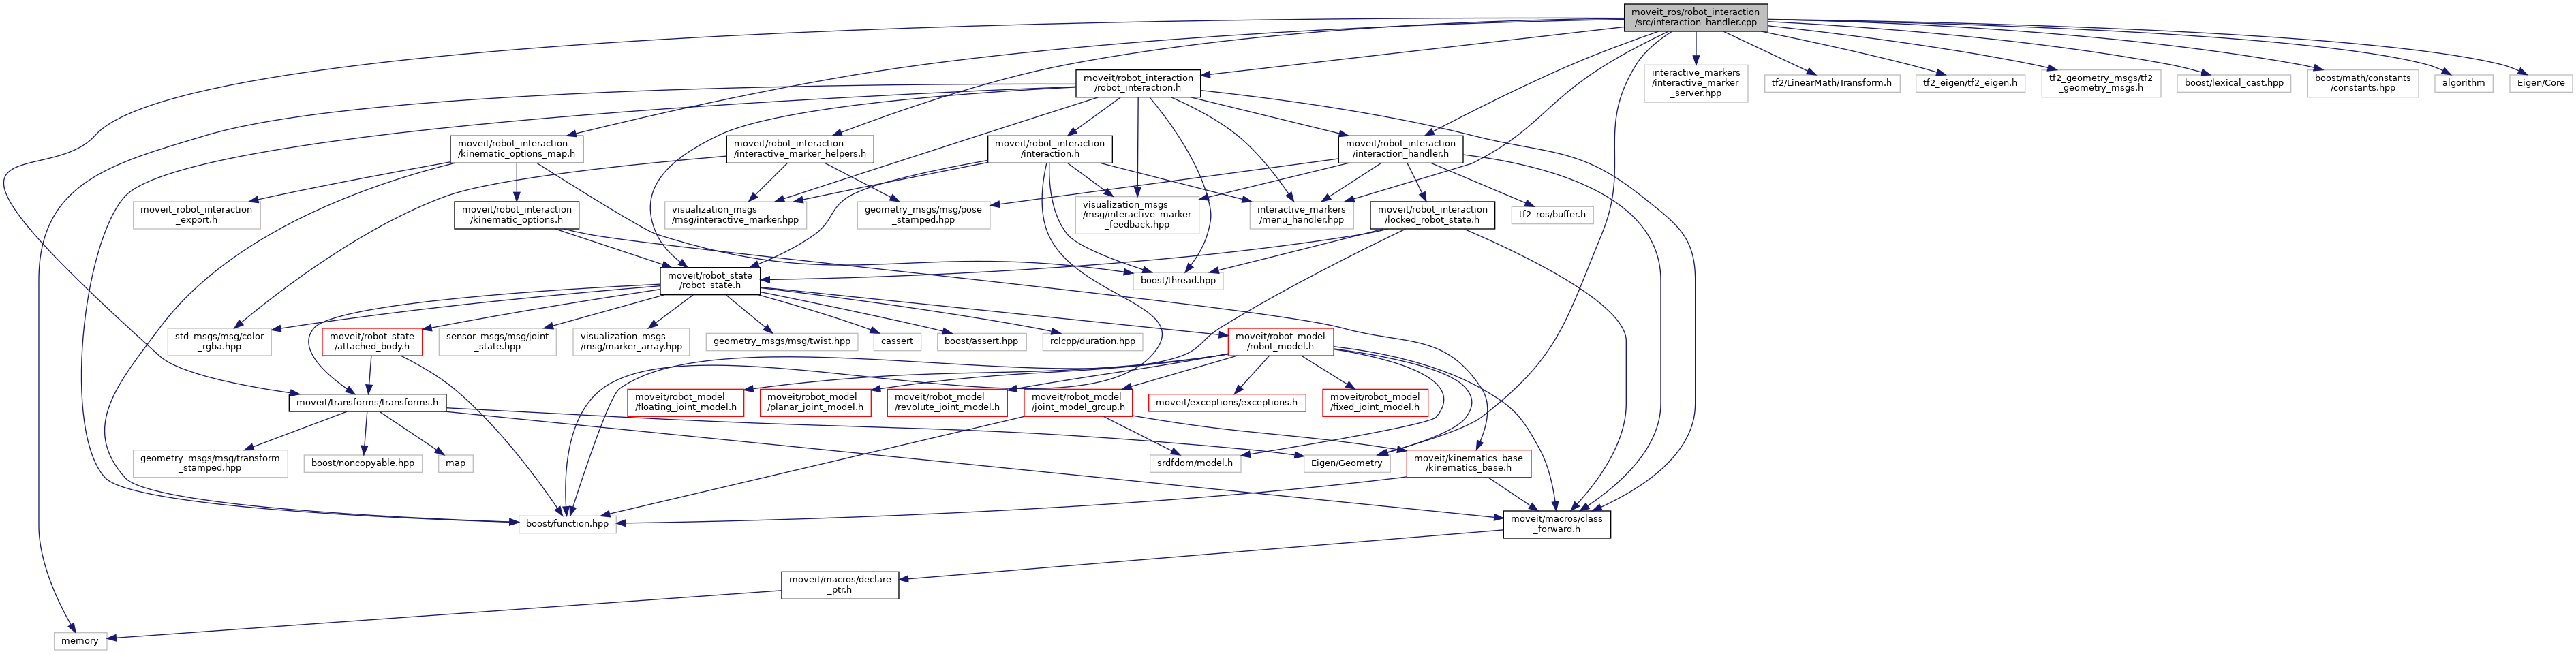 moveit_ros/robot_interaction
/src/interaction_handler.cpp
moveit/robot_interaction
/robot_interaction.h
interactive_markers
/interactive_marker
_server.hpp
tf2/LinearMath/Transform.h
tf2_eigen/tf2_eigen.h
tf2_geometry_msgs/tf2
_geometry_msgs.h
boost/lexical_cast.hpp
boost/math/constants
/constants.hpp
algorithm
Eigen/Core
moveit/robot_interaction
/kinematic_options_map.h
moveit/robot_interaction
/interactive_marker_helpers.h
moveit/robot_interaction
/interaction.h
moveit/robot_interaction
/interaction_handler.h
moveit_robot_interaction
_export.h
moveit/robot_interaction
/kinematic_options.h
visualization_msgs
/msg/interactive_marker.hpp
geometry_msgs/msg/pose
_stamped.hpp
visualization_msgs
/msg/interactive_marker
_feedback.hpp
interactive_markers
/menu_handler.hpp
moveit/robot_interaction
/locked_robot_state.h
tf2_ros/buffer.h
moveit/robot_state
/robot_state.h
boost/thread.hpp
std_msgs/msg/color
_rgba.hpp
moveit/robot_state
/attached_body.h
sensor_msgs/msg/joint
_state.hpp
visualization_msgs
/msg/marker_array.hpp
geometry_msgs/msg/twist.hpp
cassert
boost/assert.hpp
rclcpp/duration.hpp
moveit/robot_model
/robot_model.h
moveit/transforms/transforms.h
moveit/robot_model
/floating_joint_model.h
moveit/robot_model
/planar_joint_model.h
moveit/robot_model
/revolute_joint_model.h
moveit/robot_model
/joint_model_group.h
moveit/exceptions/exceptions.h
moveit/robot_model
/fixed_joint_model.h
geometry_msgs/msg/transform
_stamped.hpp
boost/noncopyable.hpp
map
srdfdom/model.h
Eigen/Geometry
moveit/kinematics_base
/kinematics_base.h
boost/function.hpp
moveit/macros/class
_forward.h
moveit/macros/declare
_ptr.h
memory